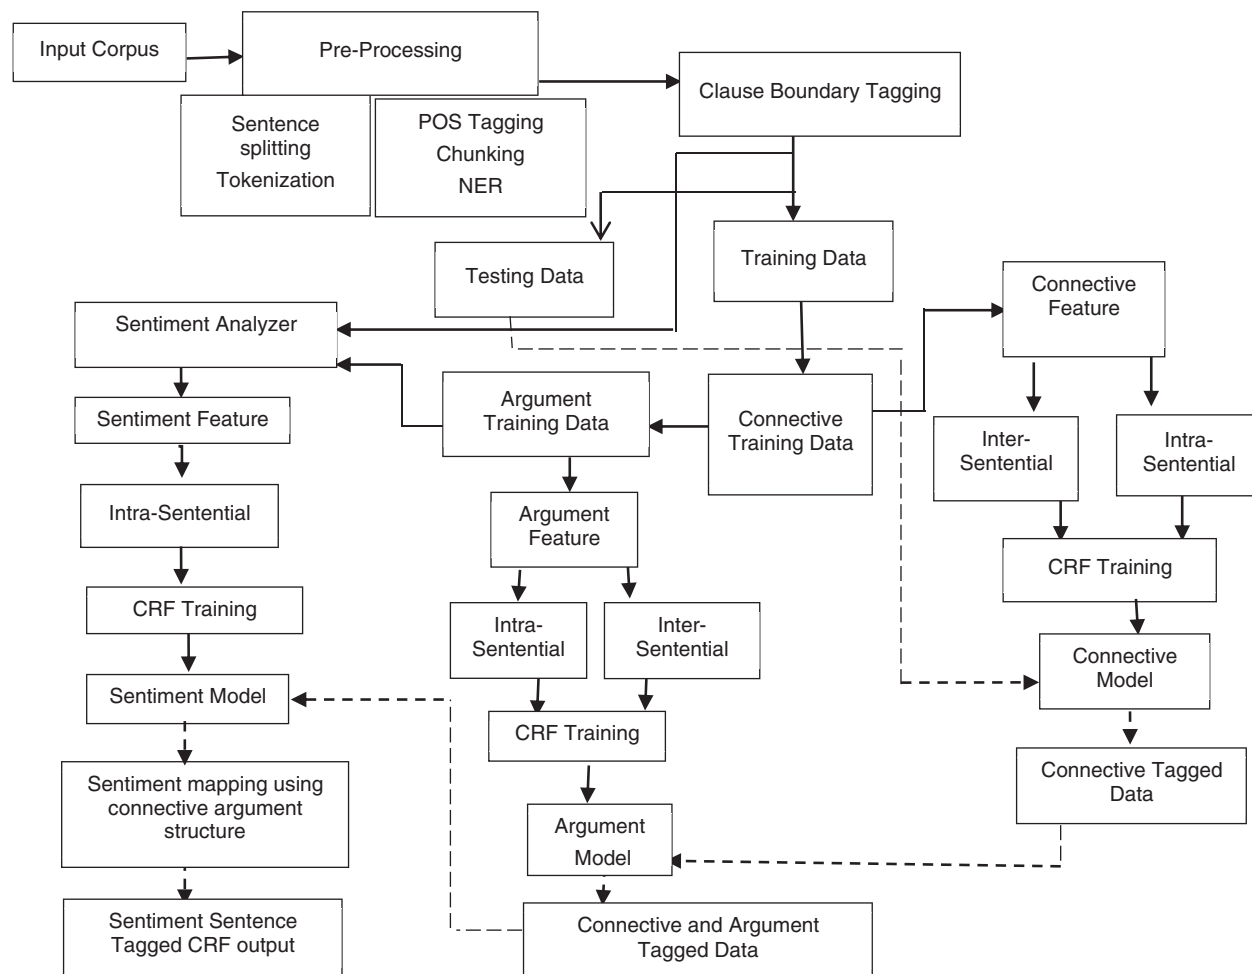 Input Corpus
Pre-Processing
Clause Boundary Tagging
Sentence
splitting
Tokenization
POS Tagging
Chunking
NER
Testing Data
Training Data
Connective
Feature
Sentiment Analyzer
Argument
Training Data
Connective
Training Data
Inter-
Sentential
Intra-
Sentential
Sentiment Feature
Intra-Sentential
Argument
Feature
CRF Training
CRF Training
Intra-
Sentential
Inter-
Sentential
Connective
Model
Sentiment Model
CRF Training
Connective Tagged
Data
Sentiment mapping using
connective argument
structure
Argument
Model
Sentiment Sentence
Tagged CRF output
Connective and Argument
Tagged Data